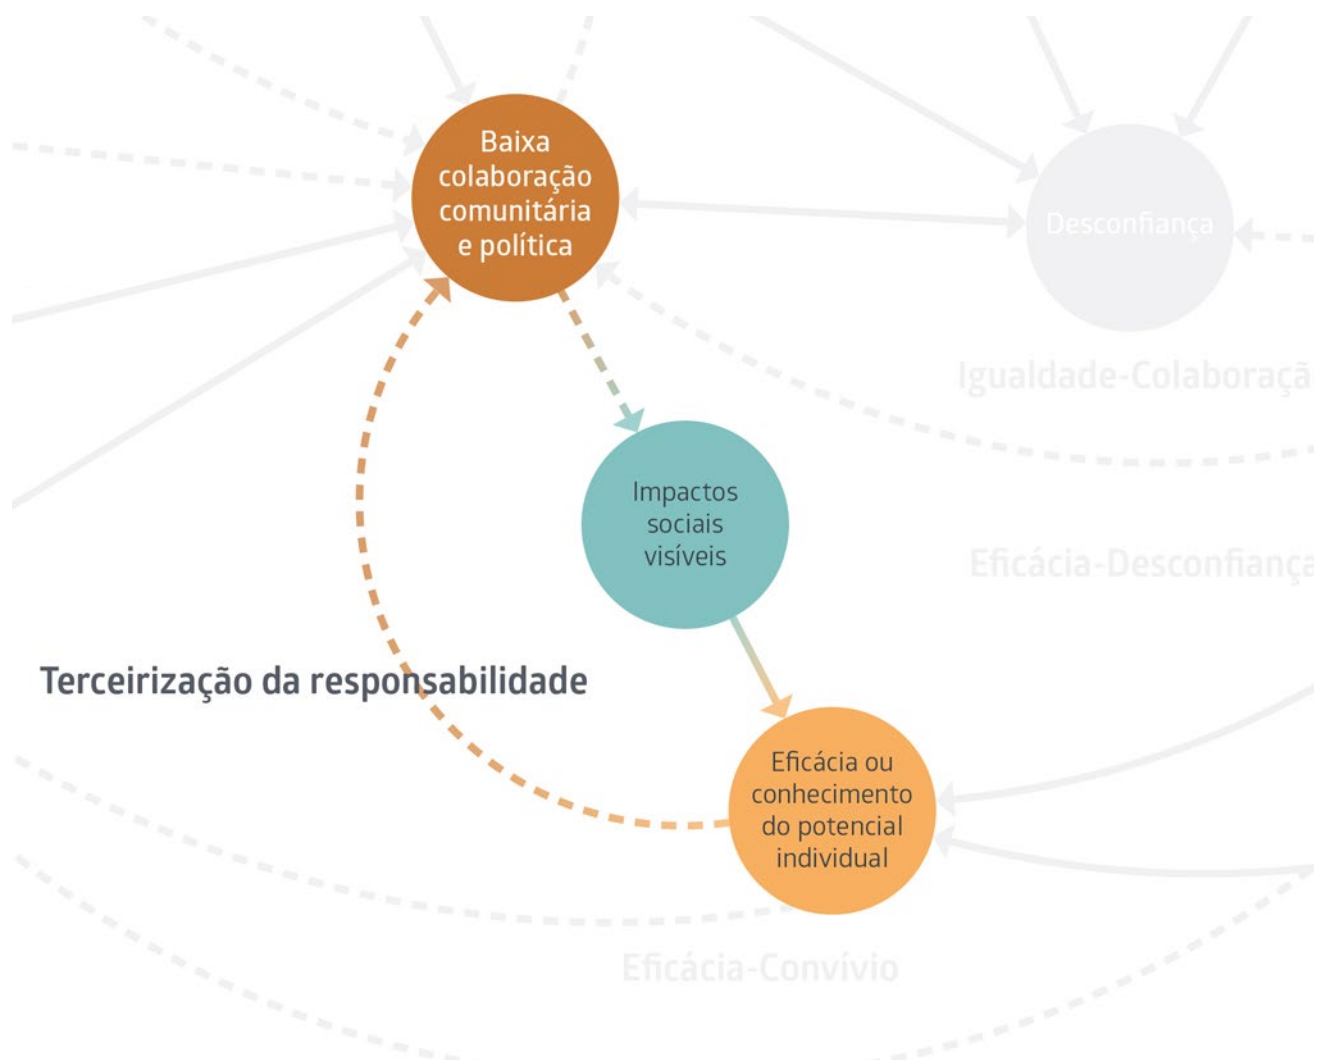 Baixa
colaboração
comunitária
e política
Desconfiança
Igualdade-Colaboraçã
Impactos
sociais
visíveis
Eficácia-Desconfiança
Terceirização da responsabilidade
Eficácia ou
conhecimento
do potencial
individual
Eficácia-Convívio